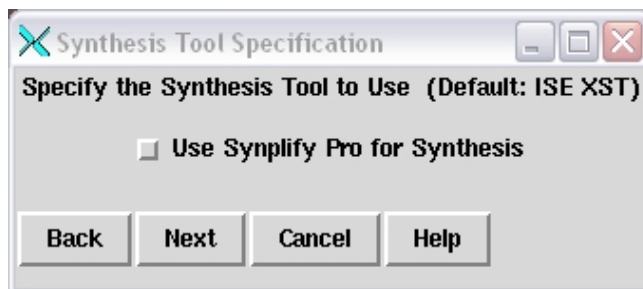 Synthesis Tool Specification
Specify the Synthesis Tool to Use (Default: ISE XST)
Use Synplify Pro for Synthesis
Back Next Cancel Help